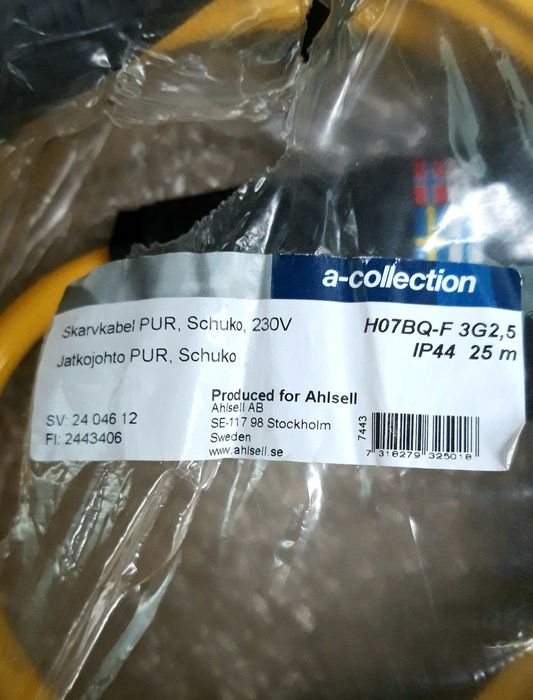 a-collection
Skarvkabel PUR, Schuko, 230V
Jatkojohto PUR, Schuko
H07BQ-F 3G2,5
IP44 25 m
Produced for Ahlsell
Ahlsell AB
SE-117 98 Stockholm
Sweden
www.ahlsell.se
SV: 24 046 12
FI: 2443406
7443
7 318279 325018